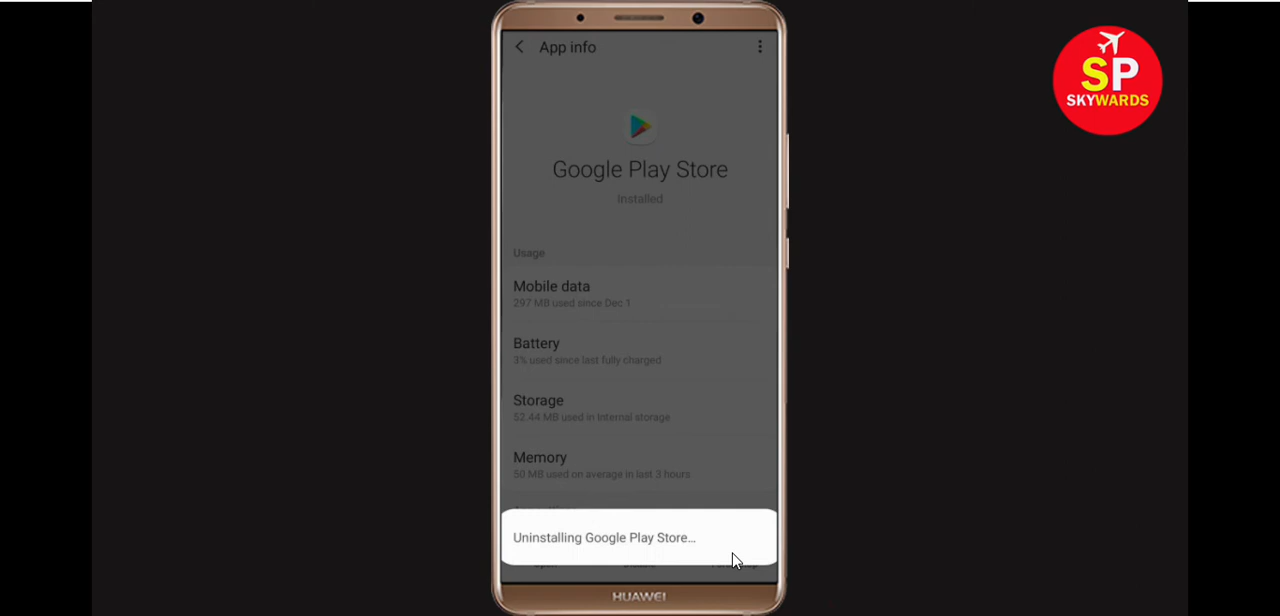 App info
SP
SKYWARDS
Google Play Store
Installed
Usage
Mobile data
297 MB used since Dec 1
Battery
3% used since last fully charged
Storage
52.44 MB used in Internal storage
Memory
50 MB used on average in last 3 hours
Uninstalling Google Play Store...
HUAWEI